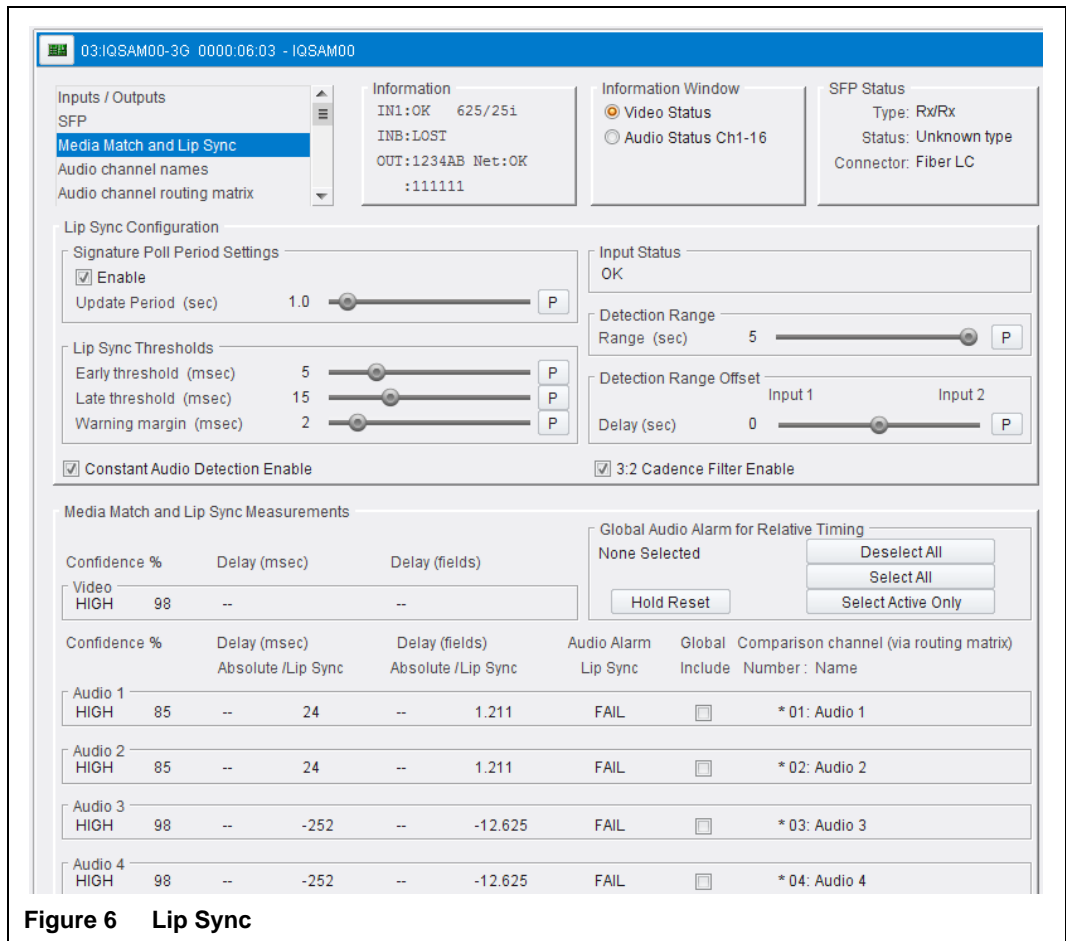 03:IQSAM00-3G 0000:06:03 - IQSAM00
Inputs / Outputs
SFP
Media Match and Lip Sync
Audio channel names
Audio channel routing matrix
Information
IN1:OK 625/25i
INB:LOST
OUT:1234AB Net:OK
:111111
Information Window
Video Status
Audio Status Ch1-16
SFP Status
Type: Rx/Rx
Status: Unknown type
Connector: Fiber LC
Lip Sync Configuration
Signature Poll Period Settings
Enable
Update Period (sec) 1.0 P
Lip Sync Thresholds
Early threshold (msec) 5 P
Late threshold (msec) 15 P
Warning margin (msec) 2 P
Input Status
OK
Detection Range
Range (sec) 5 P
Detection Range Offset
Input 1 Input 2
Delay (sec) 0 P
Constant Audio Detection Enable
3:2 Cadence Filter Enable
Media Match and Lip Sync Measurements
Confidence % Delay (msec) Delay (fields)
Video
HIGH 98 -- --
Global Audio Alarm for Relative Timing
None Selected
Deselect All
Select All
Hold Reset
Select Active Only
Confidence % Delay (msec) Delay (fields) Audio Alarm Global Comparison channel (via routing matrix)
Absolute /Lip Sync Absolute /Lip Sync Lip Sync Include Number : Name
Audio 1
HIGH 85 -- 24 -- 1.211 FAIL * 01: Audio 1
Audio 2
HIGH 85 -- 24 -- 1.211 FAIL * 02: Audio 2
Audio 3
HIGH 98 -- -252 -- -12.625 FAIL * 03: Audio 3
Audio 4
HIGH 98 -- -252 -- -12.625 FAIL * 04: Audio 4
Figure 6 Lip Sync